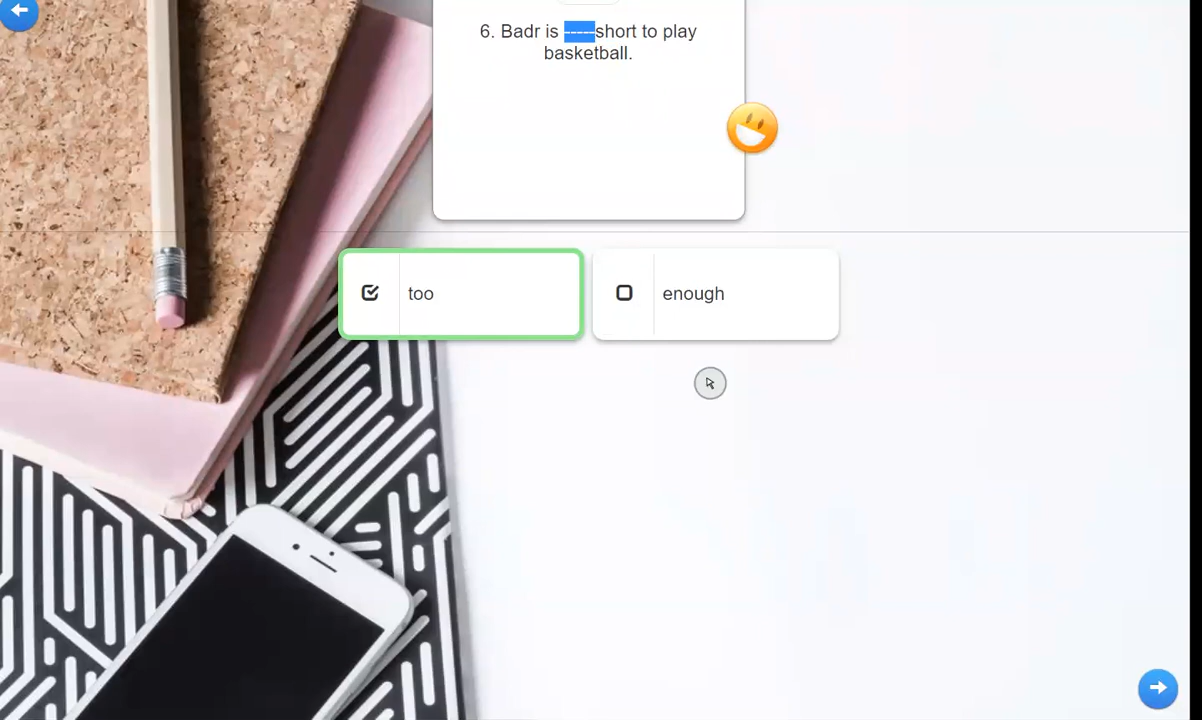 6. Badr is ----short to play
basketball.
too
enough